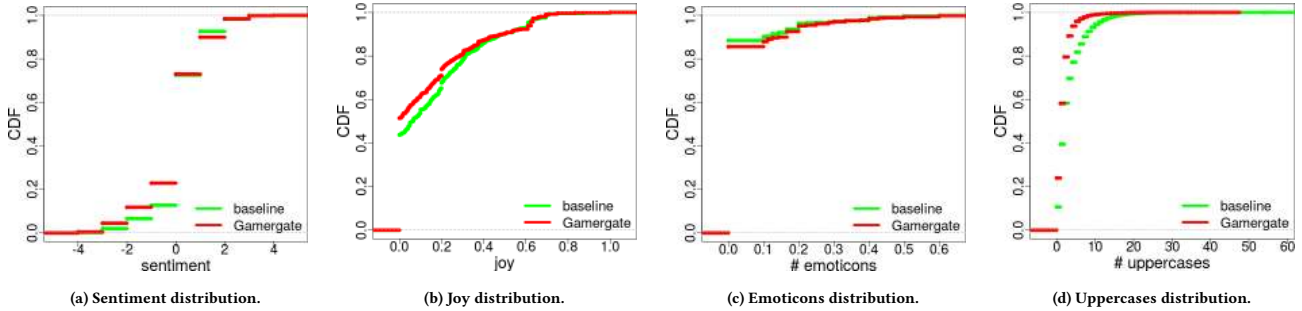 CDF
0.0 0.2 0.4 0.6 0.8 1.0
-4 -2 0 2 4
sentiment
baseline
Gamergate
(a) Sentiment distribution.
CDF
0.0 0.2 0.4 0.6 0.8 1.0
0.0 0.2 0.4 0.6 0.8 1.0
joy
baseline
Gamergate
(b) Joy distribution.
CDF
0.0 0.2 0.4 0.6 0.8 1.0
0.0 0.1 0.2 0.3 0.4 0.5 0.6
# emoticons
baseline
Gamergate
(c) Emoticons distribution.
CDF
0.0 0.2 0.4 0.6 0.8 1.0
0 10 20 30 40 50 60
# uppercases
baseline
Gamergate
(d) Uppercases distribution.